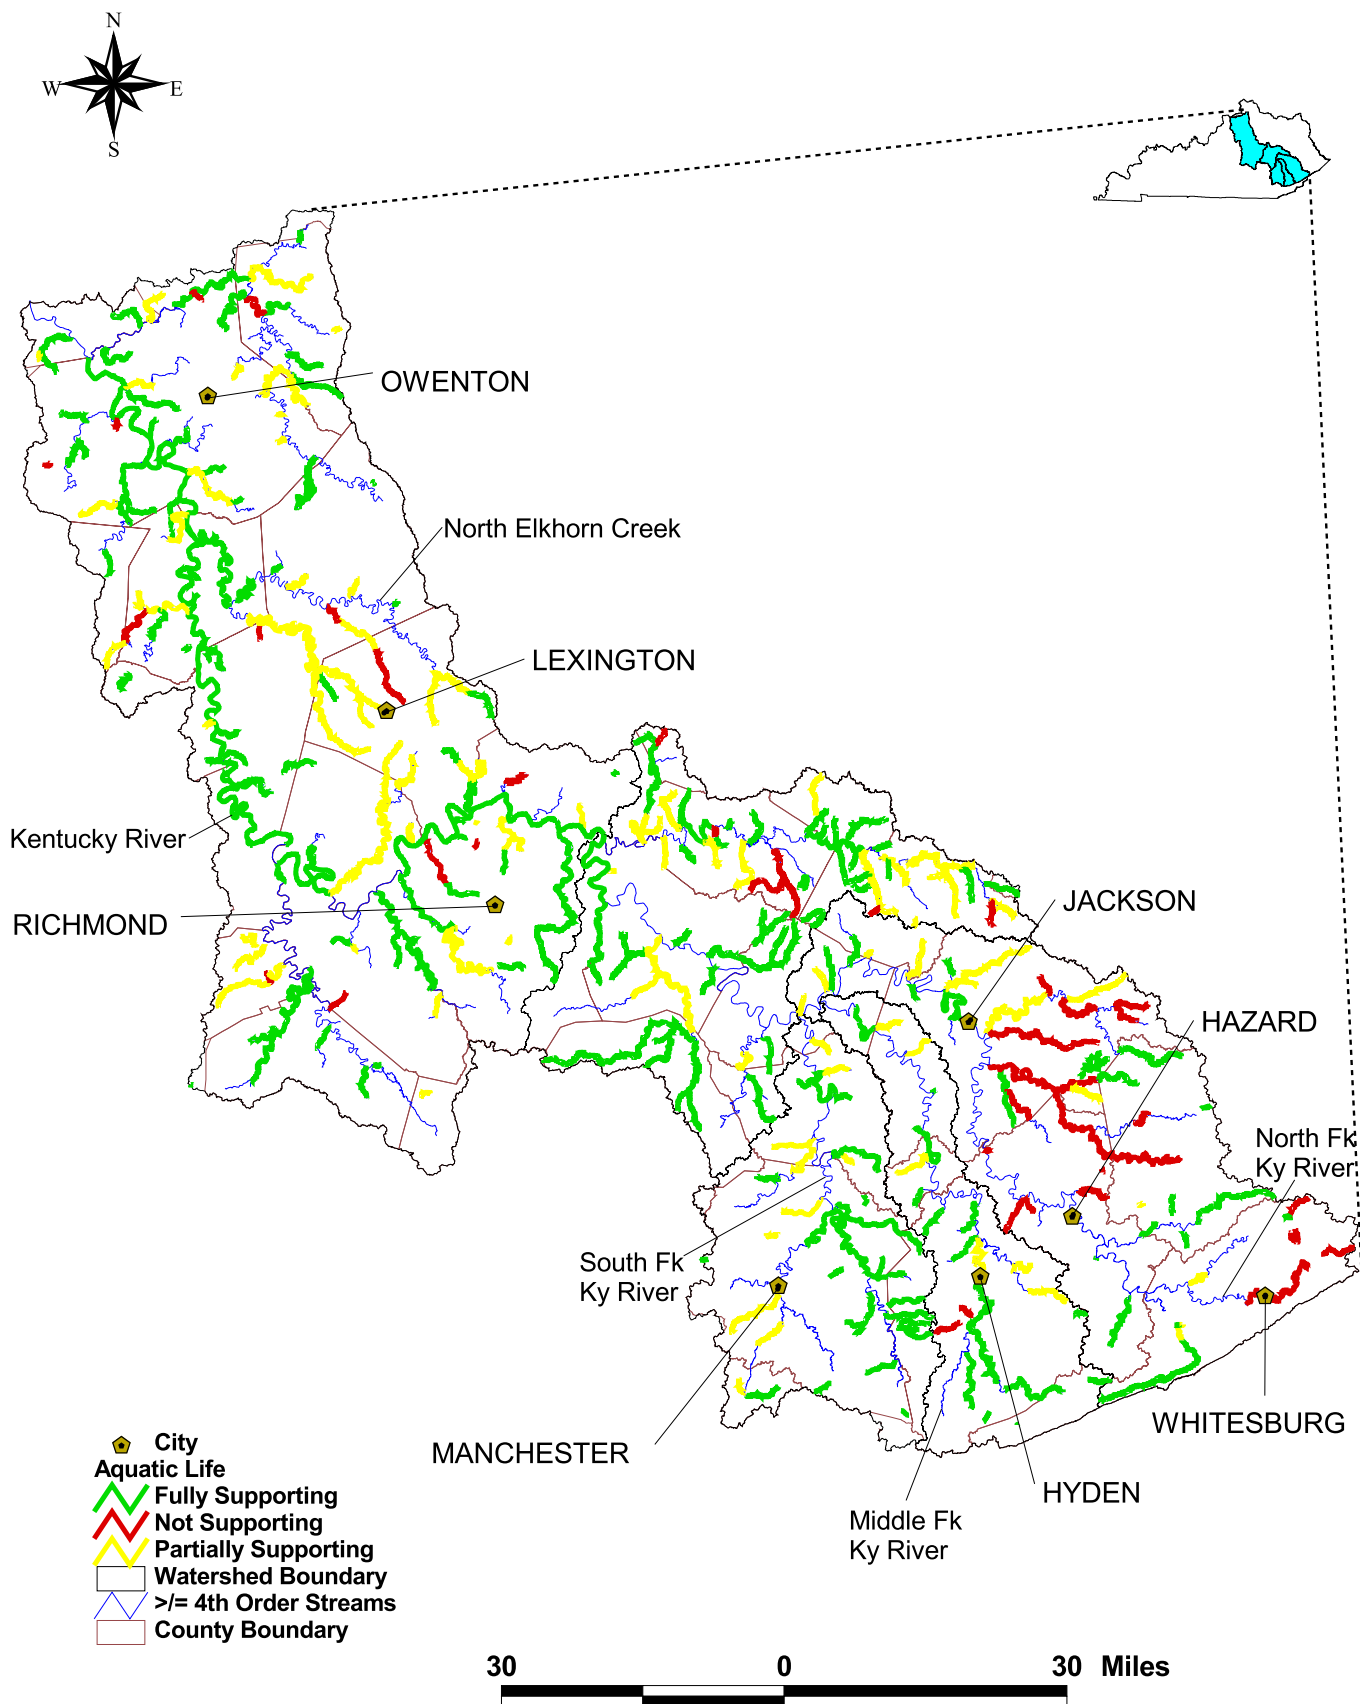 N
W E
S
OWENTON
North Elkhorn Creek
LEXINGTON
Kentucky River
RICHMOND
JACKSON
HAZARD
North Fk
Ky River
South Fk
Ky River
WHITESBURG
MANCHESTER
HYDEN
Middle Fk
Ky River
City
Aquatic Life
Fully Supporting
Not Supporting
Partially Supporting
Watershed Boundary
>/= 4th Order Streams
County Boundary
30 0 30 Miles